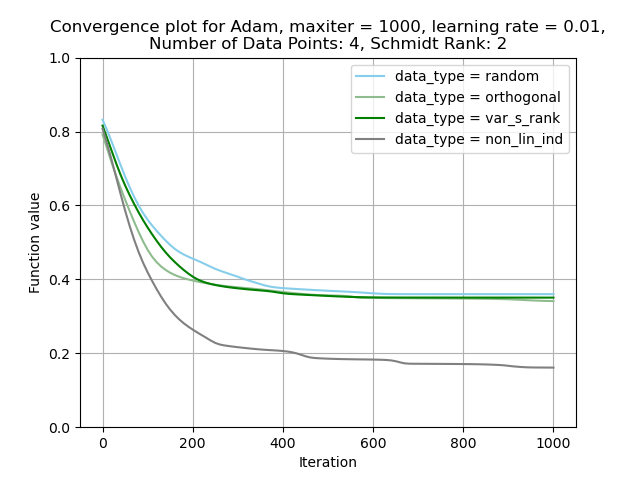 Convergence plot for Adam, maxiter = 1000, learning rate = 0.01,
Number of Data Points: 4, Schmidt Rank: 2
data_type = random
data_type = orthogonal
data_type = var_s_rank
data_type = non_lin_ind
Function value
1.0
0.8
0.6
0.4
0.2
0.0
0 200 400 600 800 1000
Iteration